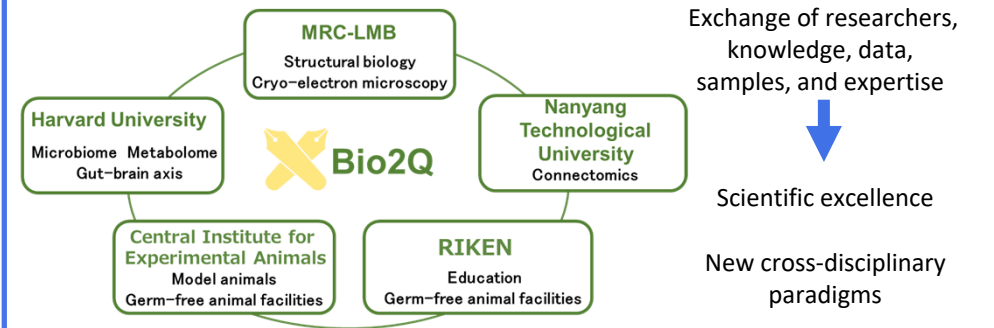 MRC-LMB
Structural biology
Cryo-electron microscopy
Harvard University
Microbiome Metabolome
Gut-brain axis
Bio2Q
Nanyang
Technological
University
Connectomics
Central Institute for
Experimental Animals
Model animals
Germ-free animal facilities
RIKEN
Education
Germ-free animal facilities
Exchange of researchers,
knowledge, data,
samples, and expertise
Scientific excellence
New cross-disciplinary
paradigms